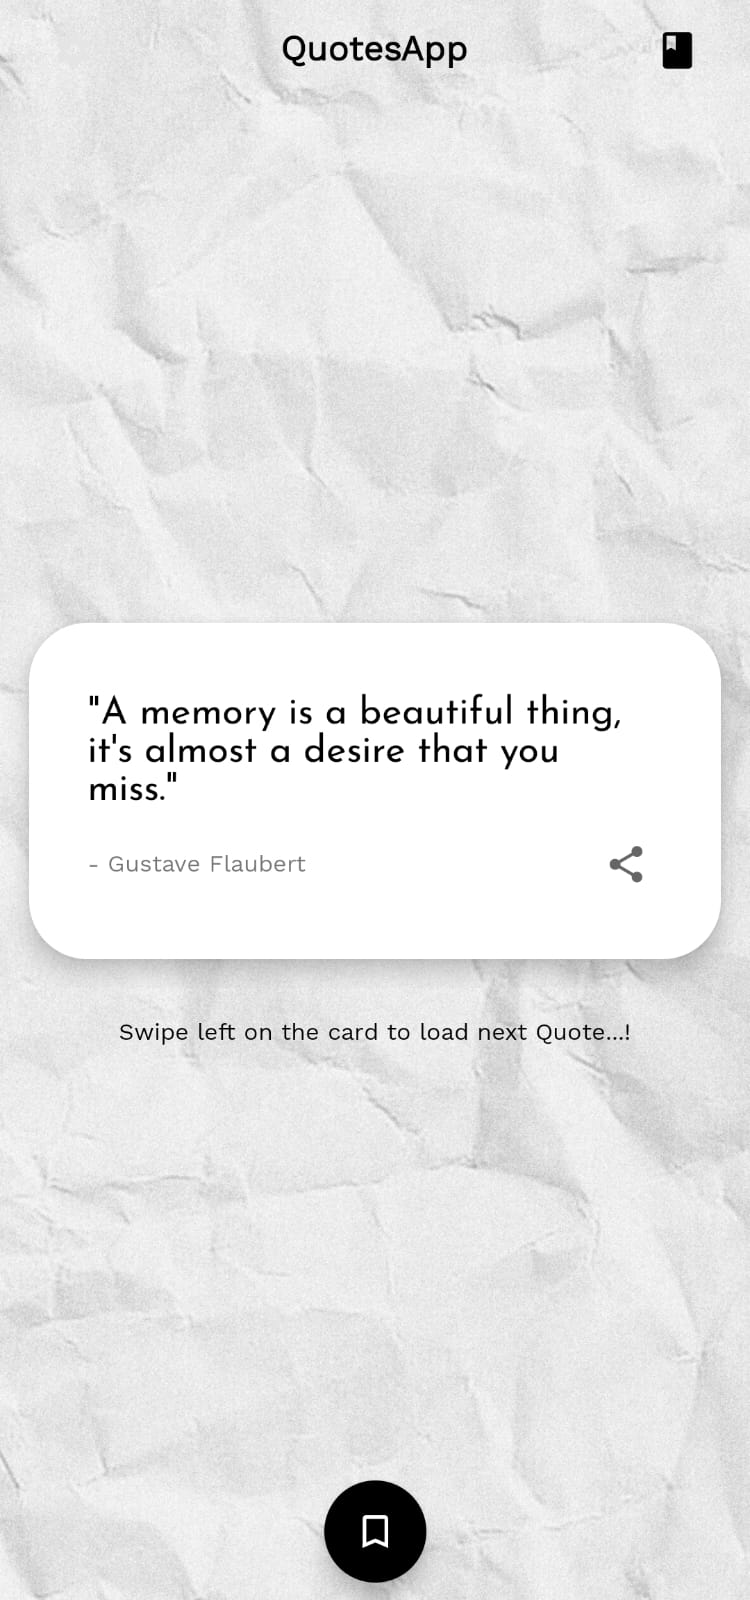 QuotesApp
"A memory is a beautiful thing,
it's almost a desire that you
miss."
- Gustave Flaubert
Swipe left on the card to load next Quote...!